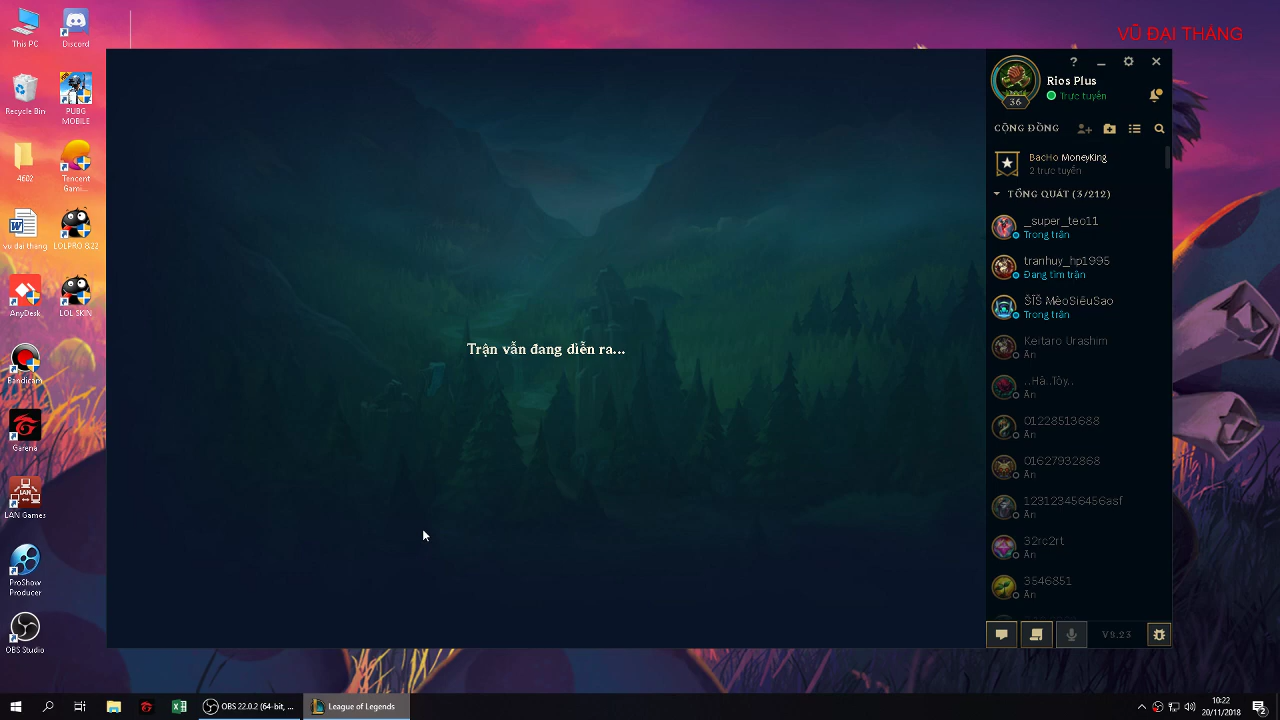 This PC
Discord
VŨ ĐẠI THẮNG
Recycle Bin
PUBG
MOBILE
4602
Tencent
Gami...
vu dai thang
LOLPRO 8.22
AnyDesk
LOL SKIN
Bandicam
Garena
LAN
LAN Games
ProShow
Producer
OBS Studio
Trận vẫn đang diễn ra...
?
Rios Plus
Trực tuyến
36
CỘNG ĐỒNG
BacHo MoneyKing
2 trực tuyến
TỔNG QUÁT (3/212)
_super_teo11
Trong trận
tranhuy_hp1995
Đang tìm trận
ŠĨŠ MèoSiêuSao
Trong trận
Keitaro Urashim
Ẩn
..Hà..Tây..
Ẩn
01228513688
Ẩn
01627932868
Ẩn
123123456456asf
Ẩn
32rc2rt
Ẩn
3546851
Ẩn
V8.23
OBS 22.0.2 (64-bit, ...
League of Legends
10:22
20/11/2018
2